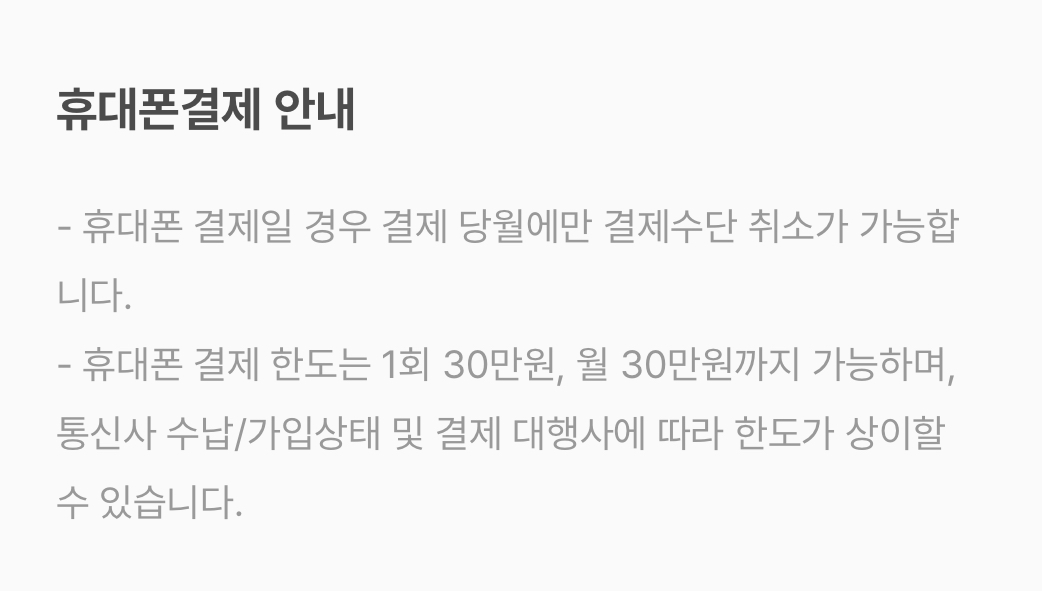 휴대폰결제 안내
- 휴대폰 결제일 경우 결제 당월에만 결제수단 취소가 가능합
니다.
- 휴대폰 결제 한도는 1회 30만원, 월 30만원까지 가능하며,
통신사 수납/가입상태 및 결제 대행사에 따라 한도가 상이할
수 있습니다.